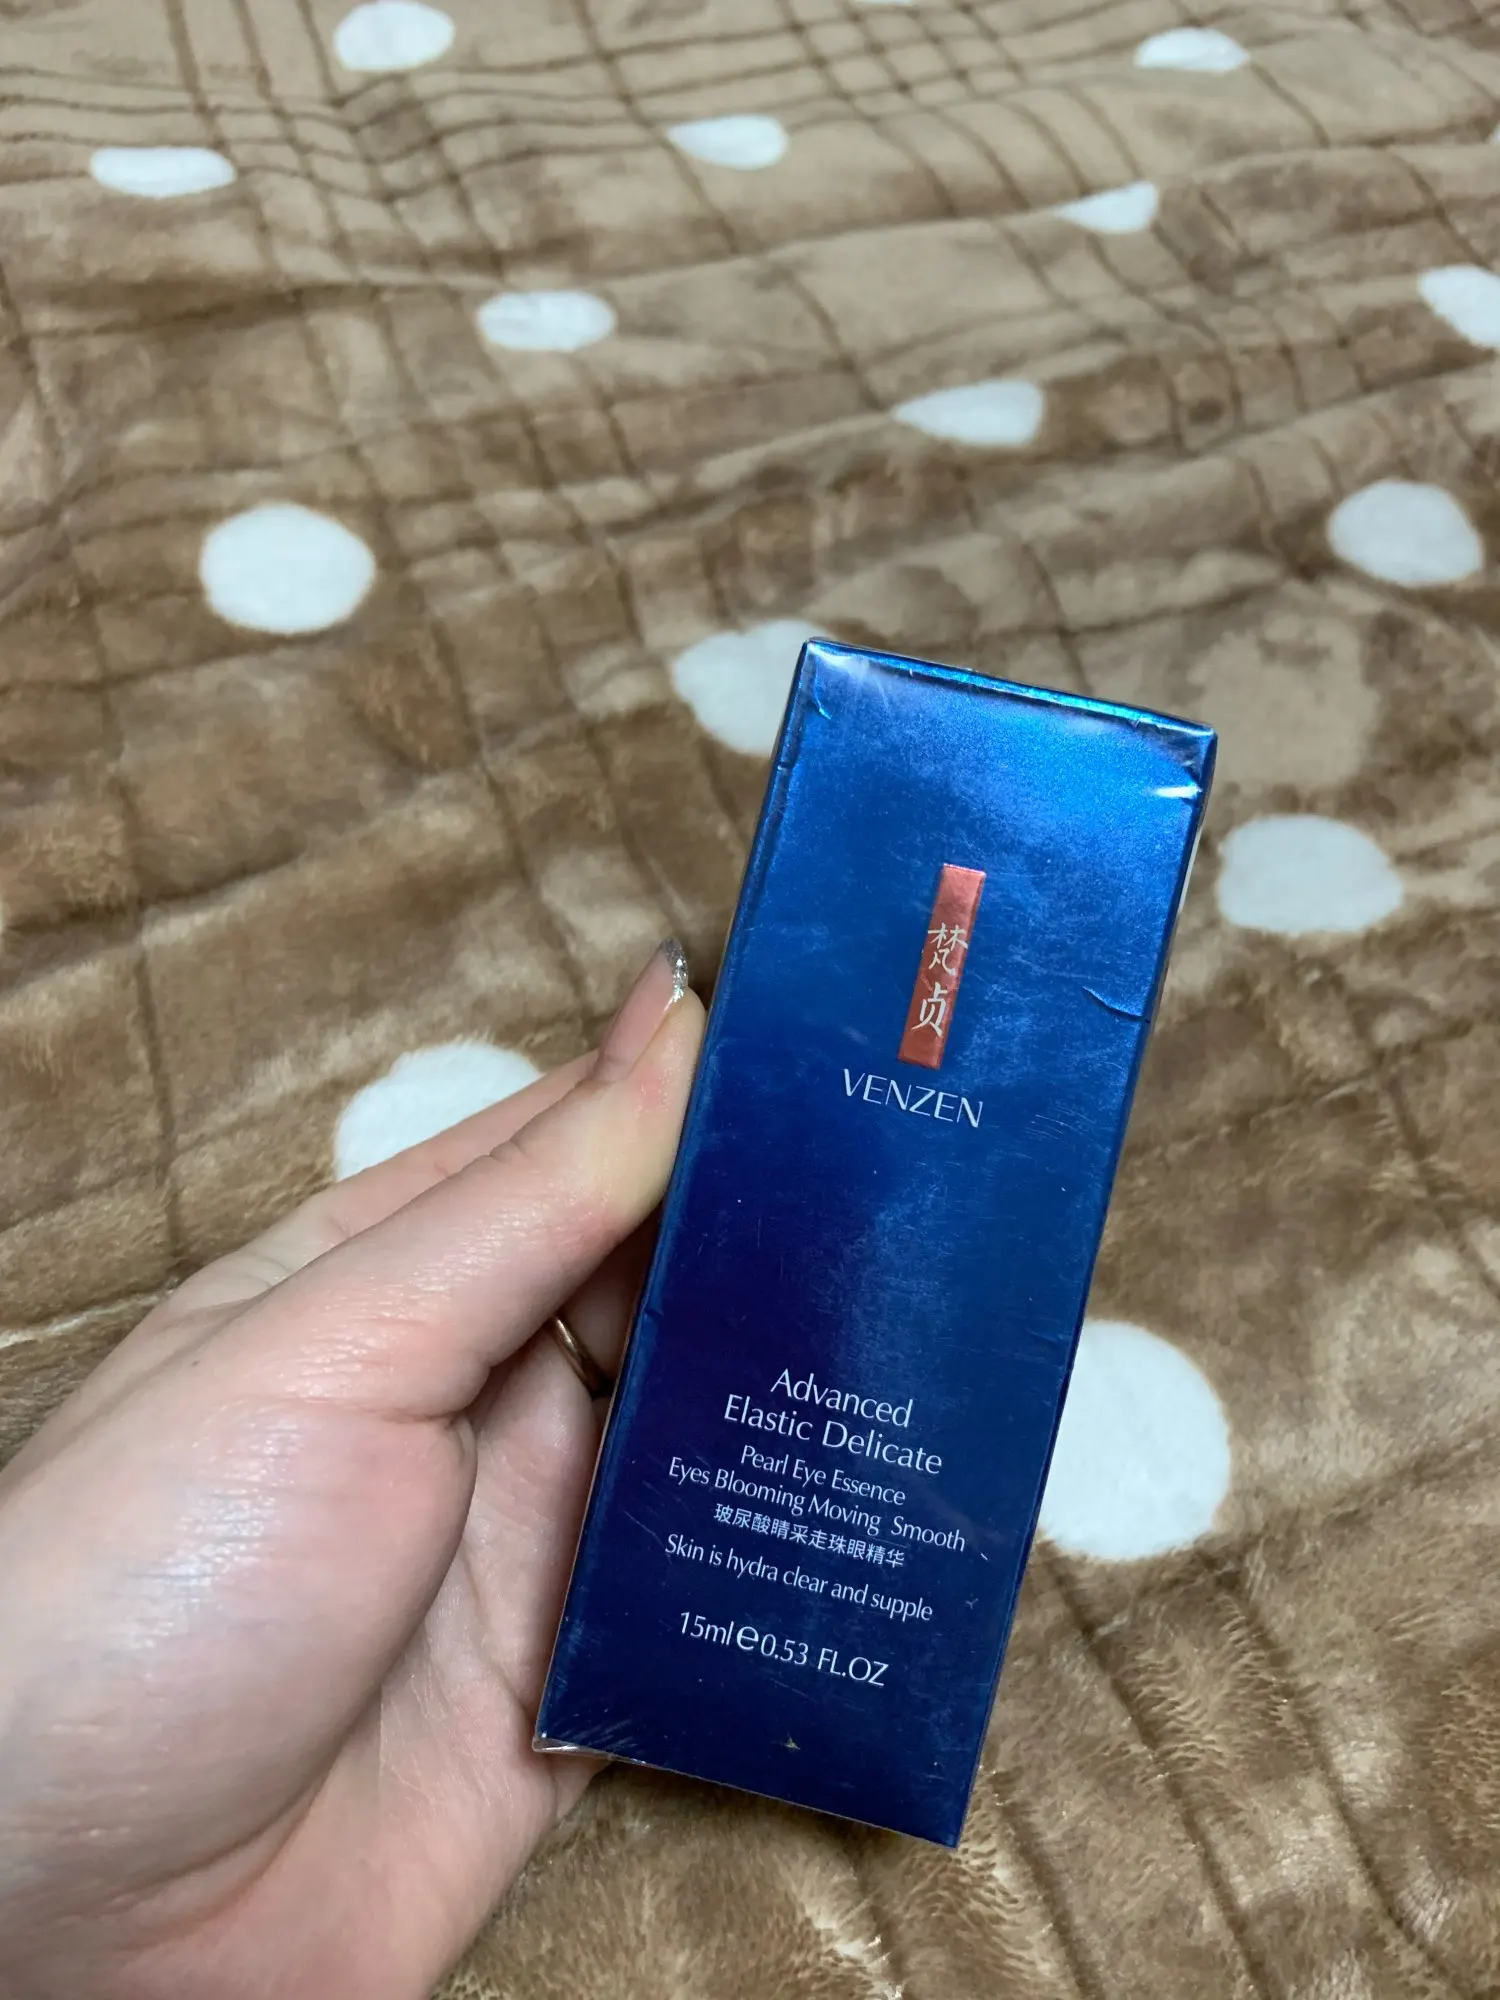 梵贞
VENZEN
Advanced
Elastic Delicate
Pearl Eye Essence
Eyes Blooming Moving Smooth
玻尿酸睛采走珠眼精华
Skin is hydra clear and supple
15ml e 0.53 FL.OZ